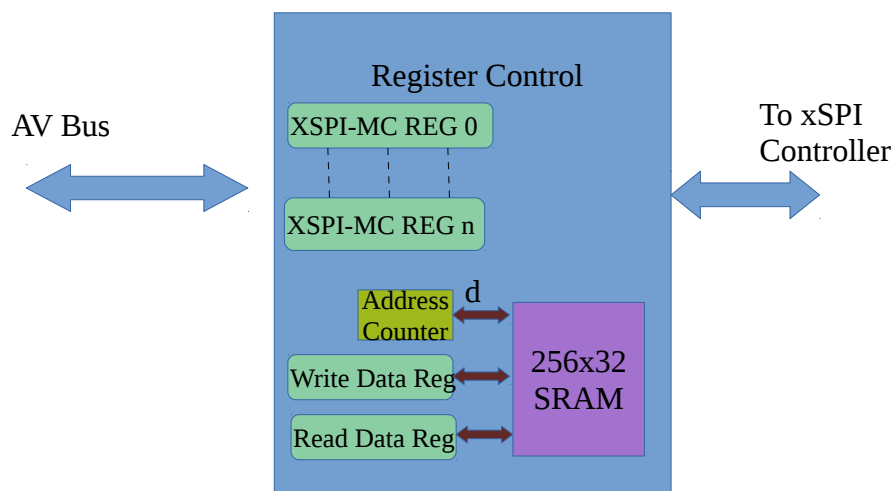 Register Control
AV Bus
XSPI-MC REG 0
To xSPI
Controller
XSPI-MC REG n
Address
Counter
d
256x32
SRAM
Write Data Reg
Read Data Reg